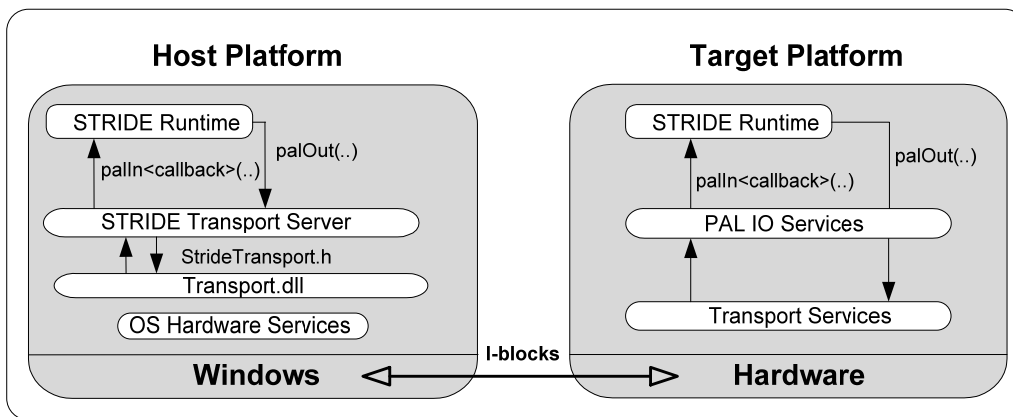 Host Platform
STRIDE Runtime
palIn<callback>(..)
palOut(..)
STRIDE Transport Server
StrideTransport.h
Transport.dll
OS Hardware Services
Windows
I-blocks
Target Platform
STRIDE Runtime
palIn<callback>(..)
palOut(..)
PAL IO Services
Transport Services
Hardware